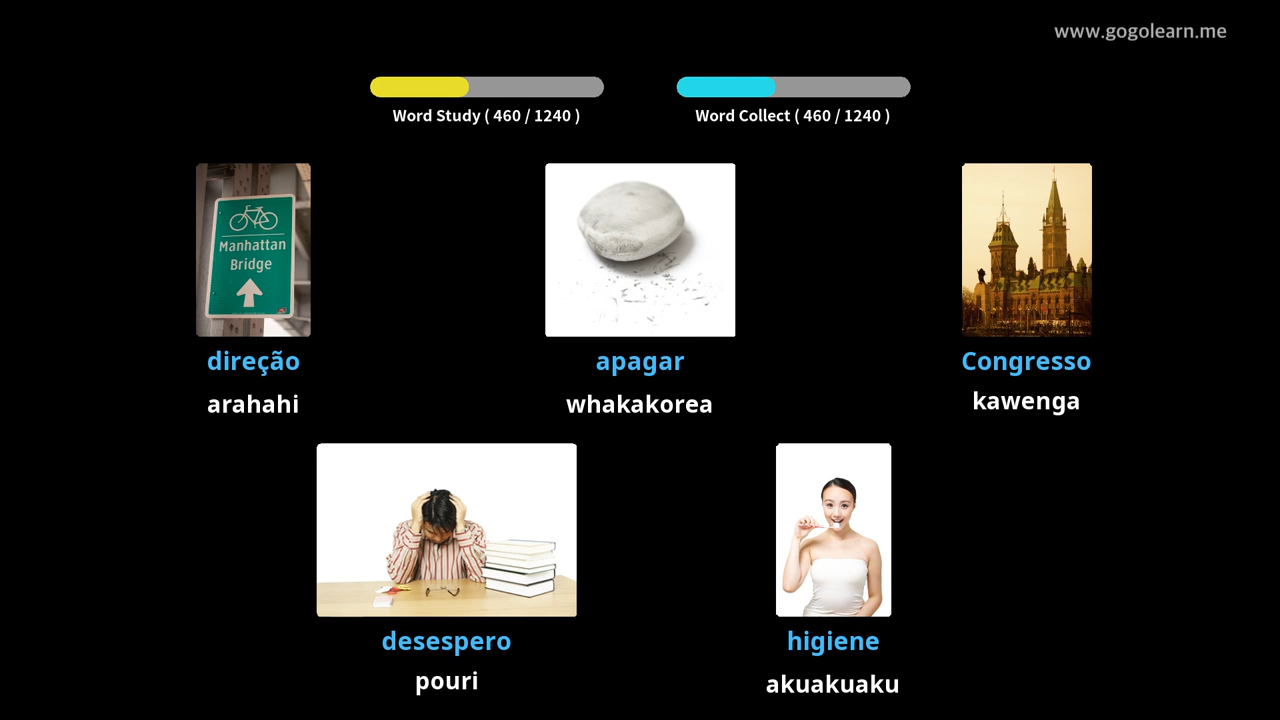 www.gogolearn.me
Word Study ( 460 / 1240 )
Word Collect ( 460 / 1240 )
Manhattan
Bridge
direção
arahahi
apagar
whakakorea
Congresso
kawenga
desespero
pouri
higiene
akuakuaku